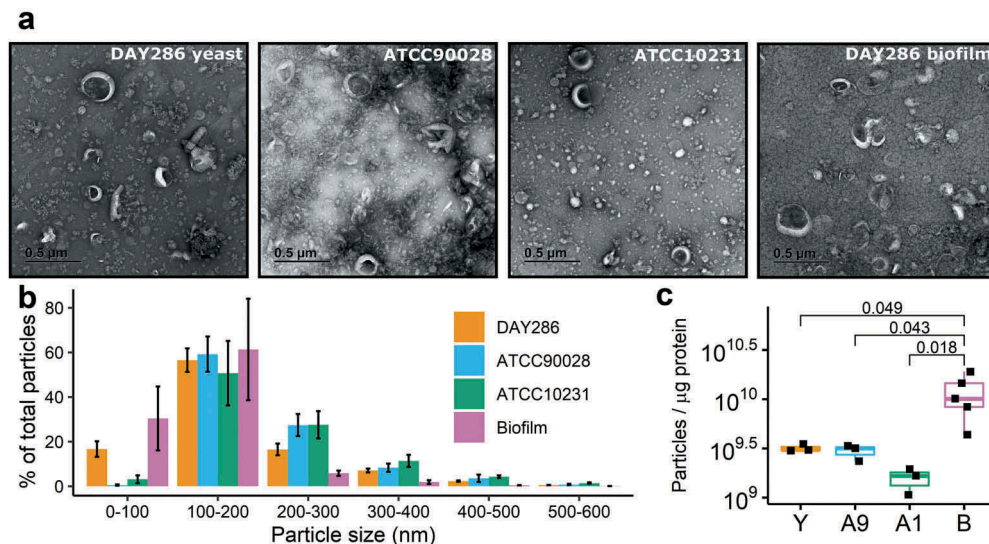 a
DAY286 yeast
ATCC90028
ATCC10231
DAY286 biofilm
0.5 µm
0.5 µm
0.5 µm
0.5 µm
b
% of total particles
80
60
40
20
0
DAY286
ATCC90028
ATCC10231
Biofilm
0-100
100-200
200-300
300-400
400-500
500-600
Particle size (nm)
c
Particles / µg protein
10^10.5
10^10
10^9.5
10^9
0.049
0.043
0.018
Y
A9
A1
B